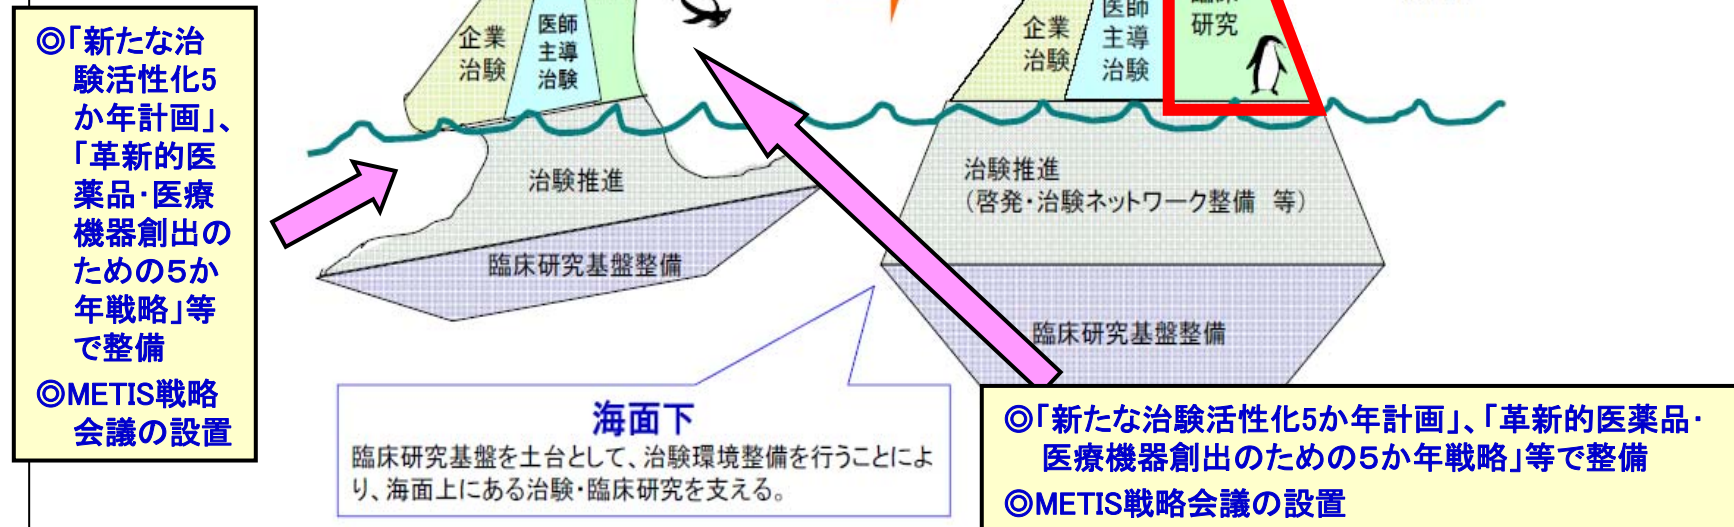 ◎「新たな治
験活性化5
か年計画」、
「革新的医
薬品・医療
機器創出の
ための5か
年戦略」等
で整備
◎METIS戦略
会議の設置
企業
治験
医師
主導
治験
治験推進
臨床研究基盤整備
企業
治験
医師
主導
治験
研究
治験推進
(啓発・治験ネットワーク整備 等)
臨床研究基盤整備
海面下
臨床研究基盤を土台として、治験環境整備を行うことによ
り、海面上にある治験・臨床研究を支える。
◎「新たな治験活性化5か年計画」、「革新的医薬品・
医療機器創出のための5か年戦略」等で整備
◎METIS戦略会議の設置